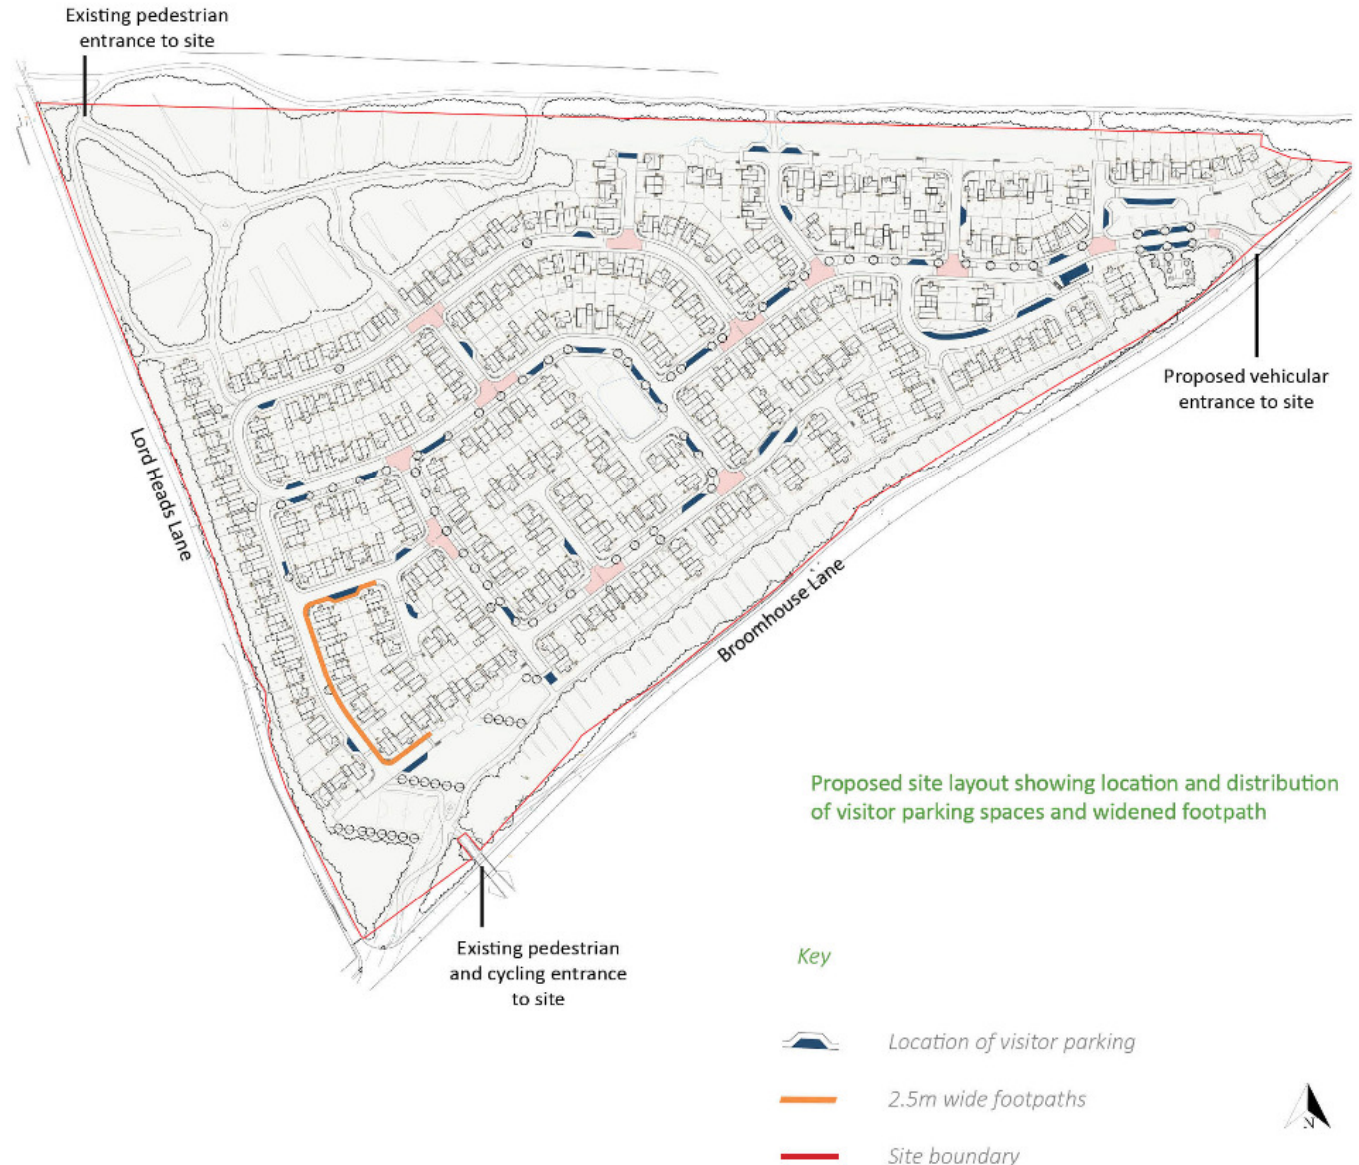 Existing pedestrian
entrance to site
Lord Heads Lane
Proposed vehicular
entrance to site
Broomhouse Lane
Proposed site layout showing location and distribution
of visitor parking spaces and widened footpath
Existing pedestrian
and cycling entrance
to site
Key
Location of visitor parking
2.5m wide footpaths
N
Site boundary